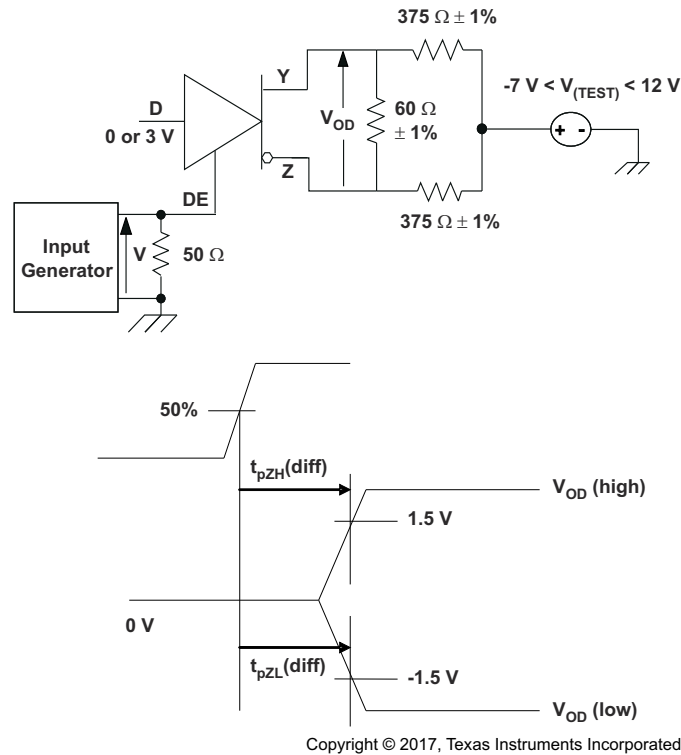 375 Ω ± 1%
Y
-7 V < V(TEST) < 12 V
D
0 or 3 V
VOD
60 Ω
± 1%
Z
DE
375 Ω ± 1%
Input
Generator
V
50 Ω
+ -
50%
tpZH(diff)
VOD (high)
1.5 V
0 V
tpZL(diff)
-1.5 V
VOD (low)
Copyright © 2017, Texas Instruments Incorporated